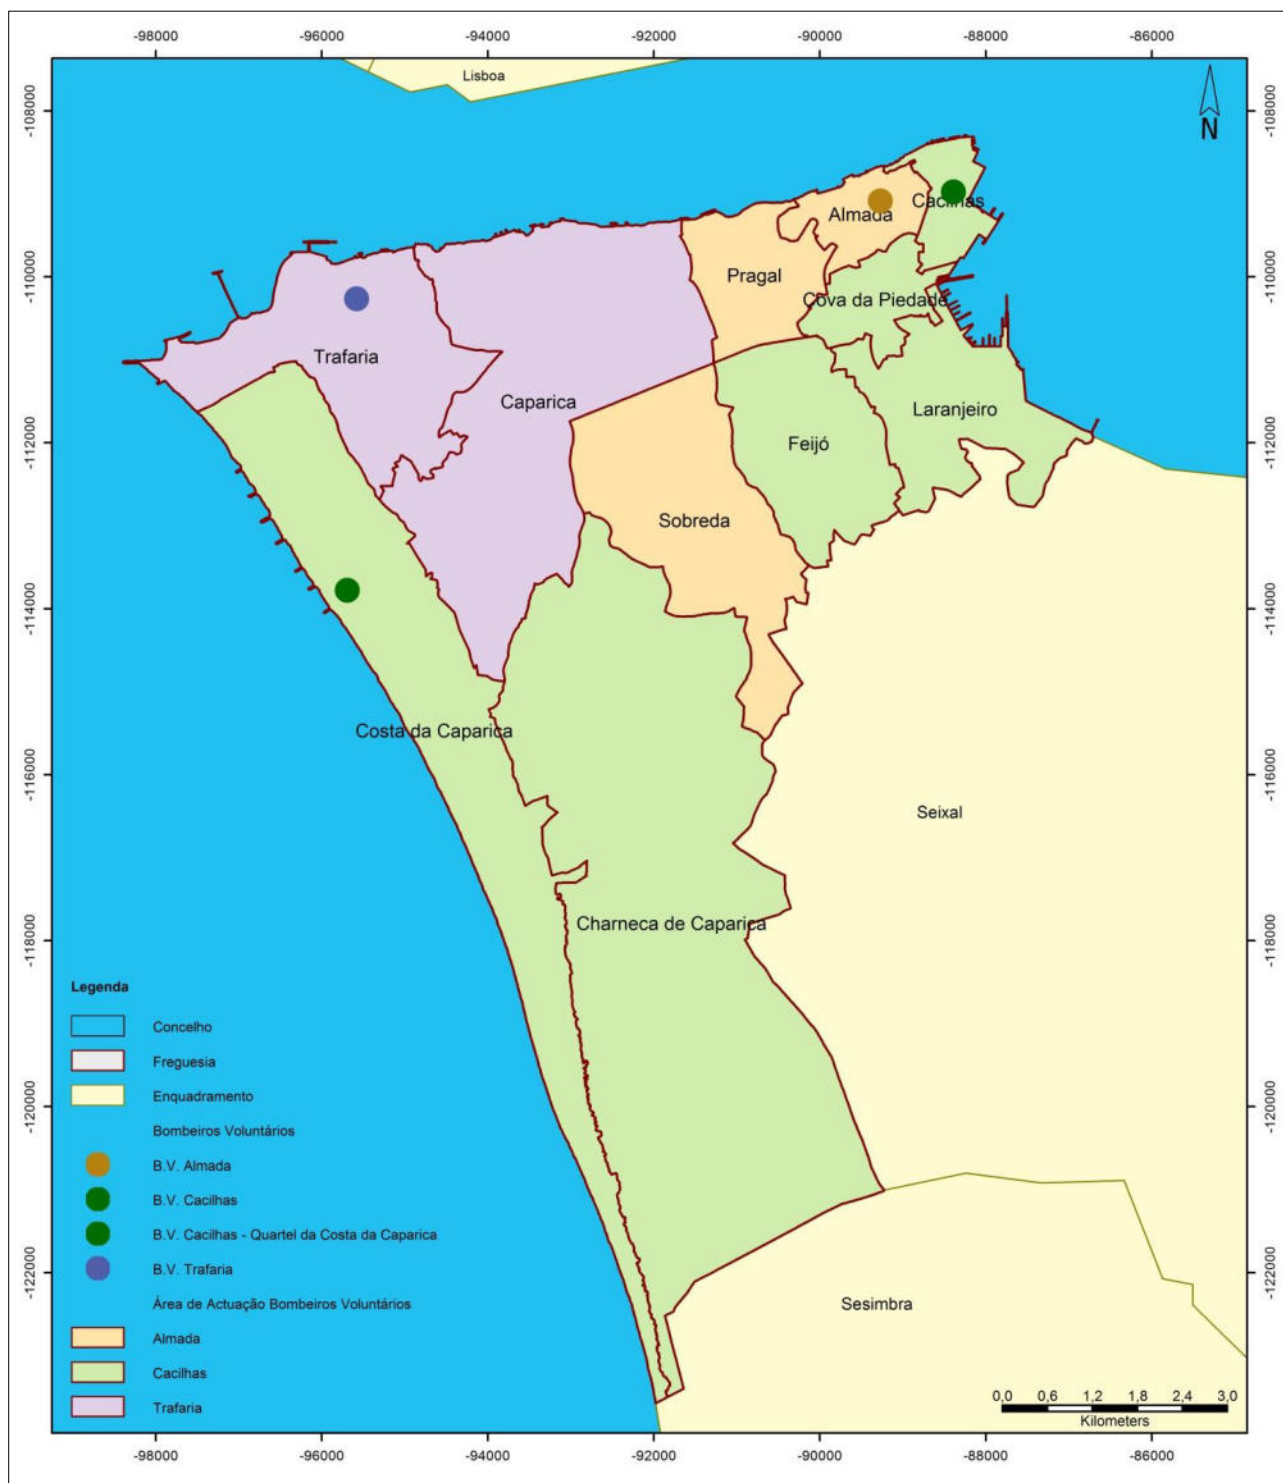 -98000 -96000 -94000 -92000 -90000 -88000 -86000
Lisboa
-108000 -108000
N
Cacilhas
Almada
-110000 -110000
Pragal
Cova da Piedade
Trafaria
Caparica
Laranjeiro
-112000 -112000
Feijó
Sobreda
-114000 -114000
Costa da Caparica
-116000 -116000
Seixal
Charneca de Caparica
-118000 -118000
Legenda
Concelho
Freguesia
Enquadramento
-120000 -120000
Bombeiros Voluntários
B.V. Almada
B.V. Cacilhas
B.V. Cacilhas - Quartel da Costa da Caparica
B.V. Trafaria
-122000 -122000
Área de Actuação Bombeiros Voluntários
Sesimbra
Almada
Cacilhas
Trafaria
0,0 0,6 1,2 1,8 2,4 3,0
Kilometers
-98000 -96000 -94000 -92000 -90000 -88000 -86000